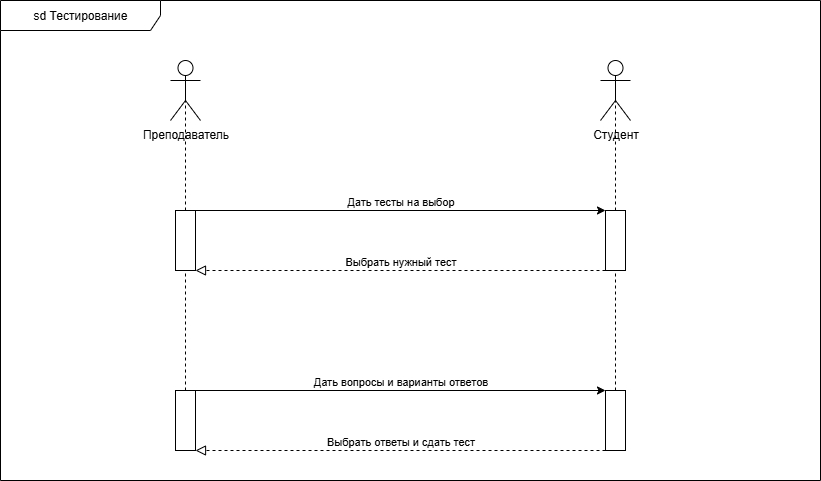 sd Тестирование
Преподаватель
Студент
Дать тесты на выбор
Выбрать нужный тест
Дать вопросы и варианты ответов
Выбрать ответы и сдать тест